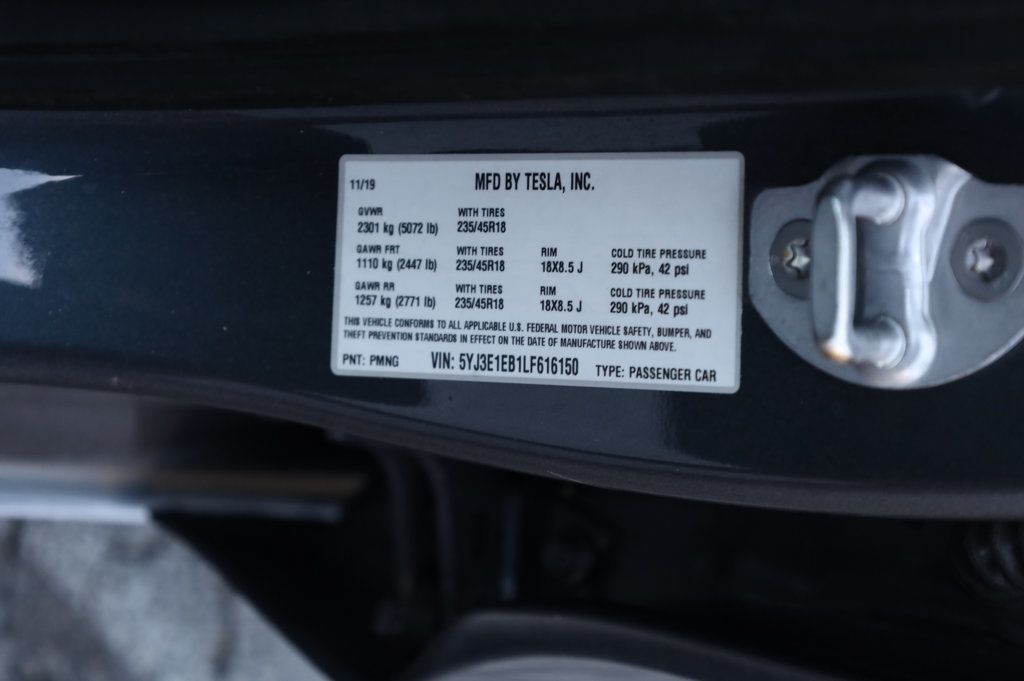 11/19 MFD BY TESLA, INC.
GVWR WITH TIRES
2301 kg (5072 lb) 235/45R18
GAWR FRT WITH TIRES RIM COLD TIRE PRESSURE
1110 kg (2447 lb) 235/45R18 18X8.5 J 290 kPa, 42 psi
GAWR RR WITH TIRES RIM COLD TIRE PRESSURE
1257 kg (2771 lb) 235/45R18 18X8.5 J 290 kPa, 42 psi
THIS VEHICLE CONFORMS TO ALL APPLICABLE U.S. FEDERAL MOTOR VEHICLE SAFETY, BUMPER, AND
THEFT PREVENTION STANDARDS IN EFFECT ON THE DATE OF MANUFACTURE SHOWN ABOVE.
PNT: PMNG VIN: 5YJ3E1EB1LF616150 TYPE: PASSENGER CAR